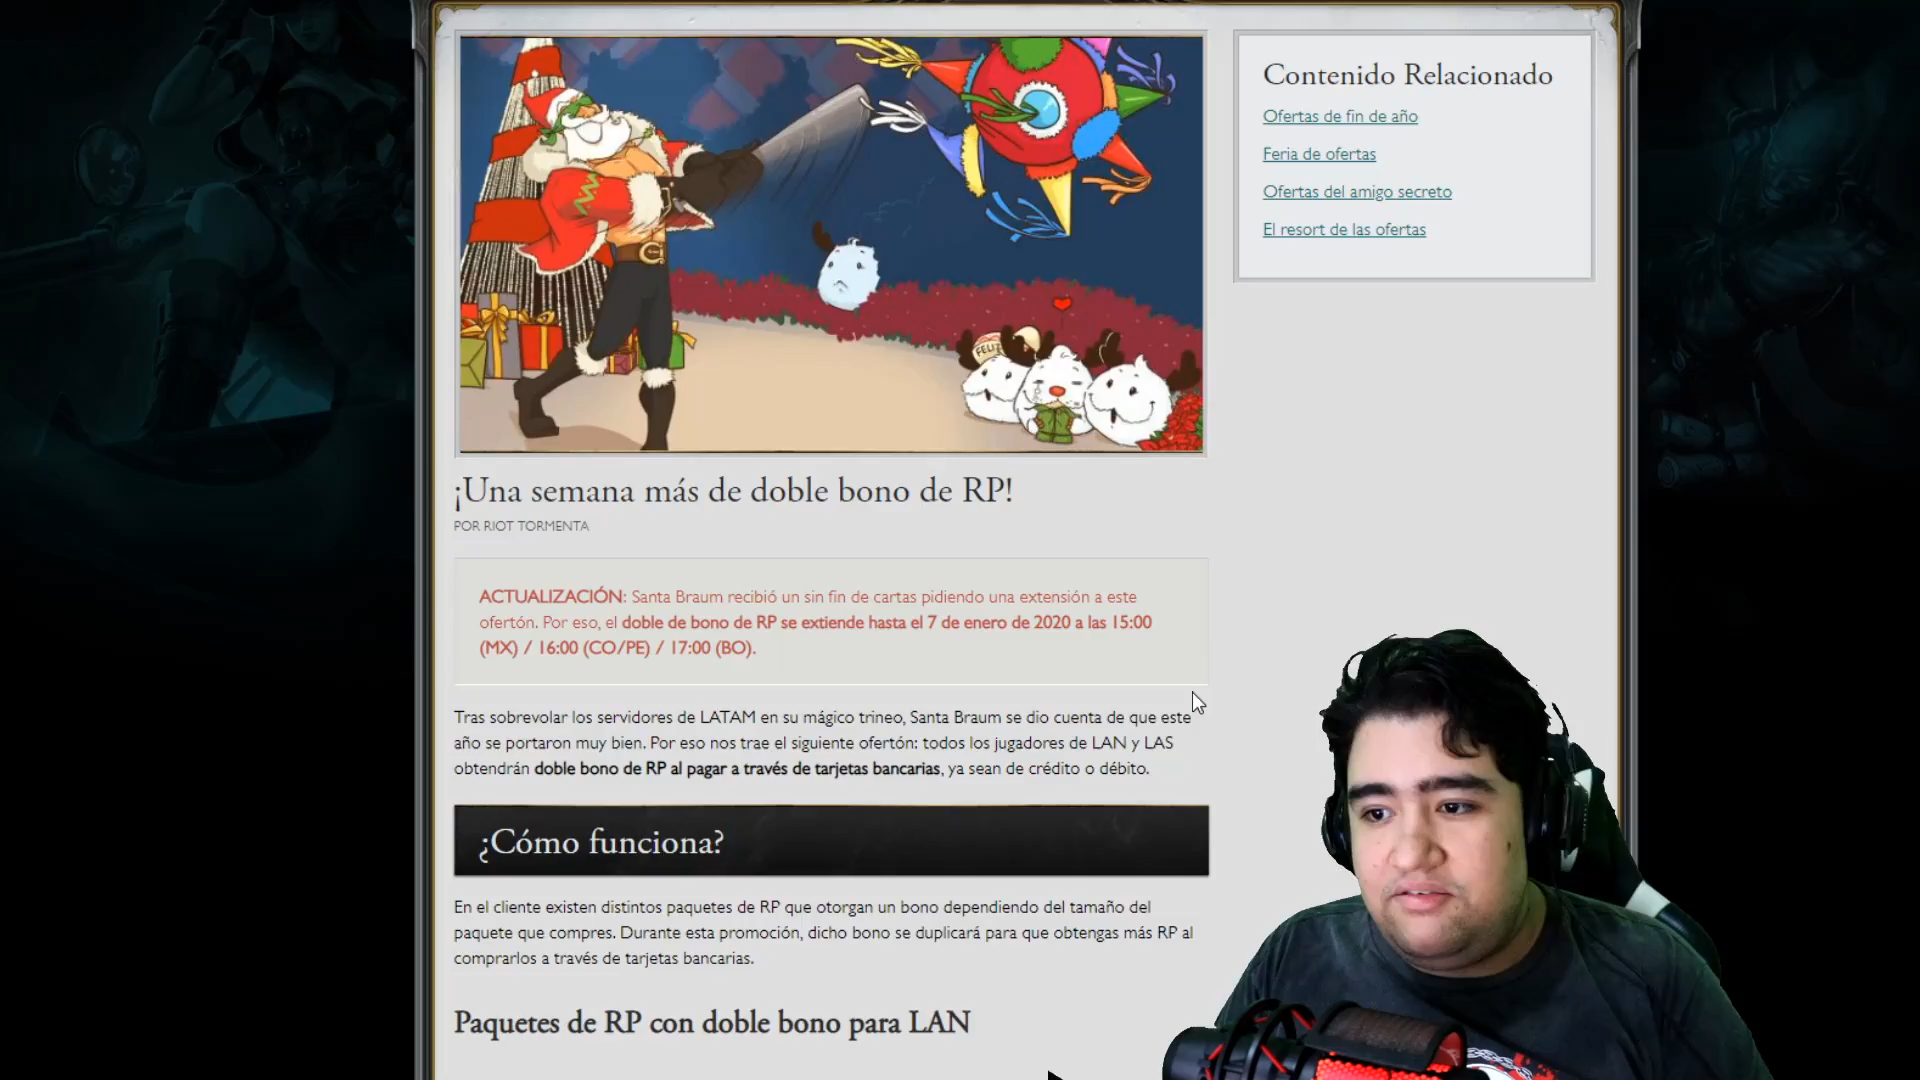 FELIZ
Contenido Relacionado
Ofertas de fin de año
Feria de ofertas
Ofertas del amigo secreto
El resort de las ofertas
¡Una semana más de doble bono de RP!
POR RIOT TORMENTA
ACTUALIZACIÓN: Santa Braum recibió un sin fin de cartas pidiendo una extensión a este
ofertón. Por eso, el doble de bono de RP se extiende hasta el 7 de enero de 2020 a las 15:00
(MX) / 16:00 (CO/PE) / 17:00 (BO).
Tras sobrevolar los servidores de LATAM en su mágico trineo, Santa Braum se dio cuenta de que este
año se portaron muy bien. Por eso nos trae el siguiente ofertón: todos los jugadores de LAN y LAS
obtendrán doble bono de RP al pagar a través de tarjetas bancarias, ya sean de crédito o débito.
¿Cómo funciona?
En el cliente existen distintos paquetes de RP que otorgan un bono dependiendo del tamaño del
paquete que compres. Durante esta promoción, dicho bono se duplicará para que obtengas más RP al
comprarlos a través de tarjetas bancarias.
Paquetes de RP con doble bono para LAN